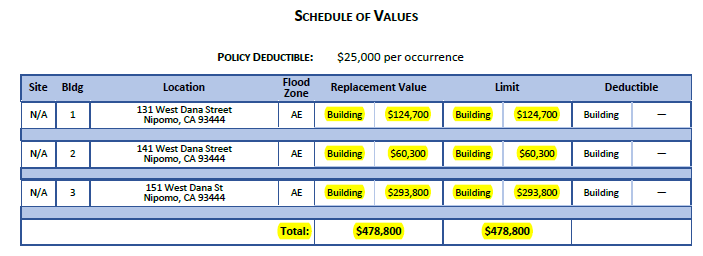 SCHEDULE OF VALUES
POLICY DEDUCTIBLE: $25,000 per occurrence
Site Bldg Location Flood Zone Replacement Value Limit Deductible
N/A 1 131 West Dana Street Nipomo, CA 93444 AE Building $124,700 Building $124,700 Building —
N/A 2 141 West Dana Street Nipomo, CA 93444 AE Building $60,300 Building $60,300 Building —
N/A 3 151 West Dana St Nipomo, CA 93444 AE Building $293,800 Building $293,800 Building —
Total: $478,800 $478,800